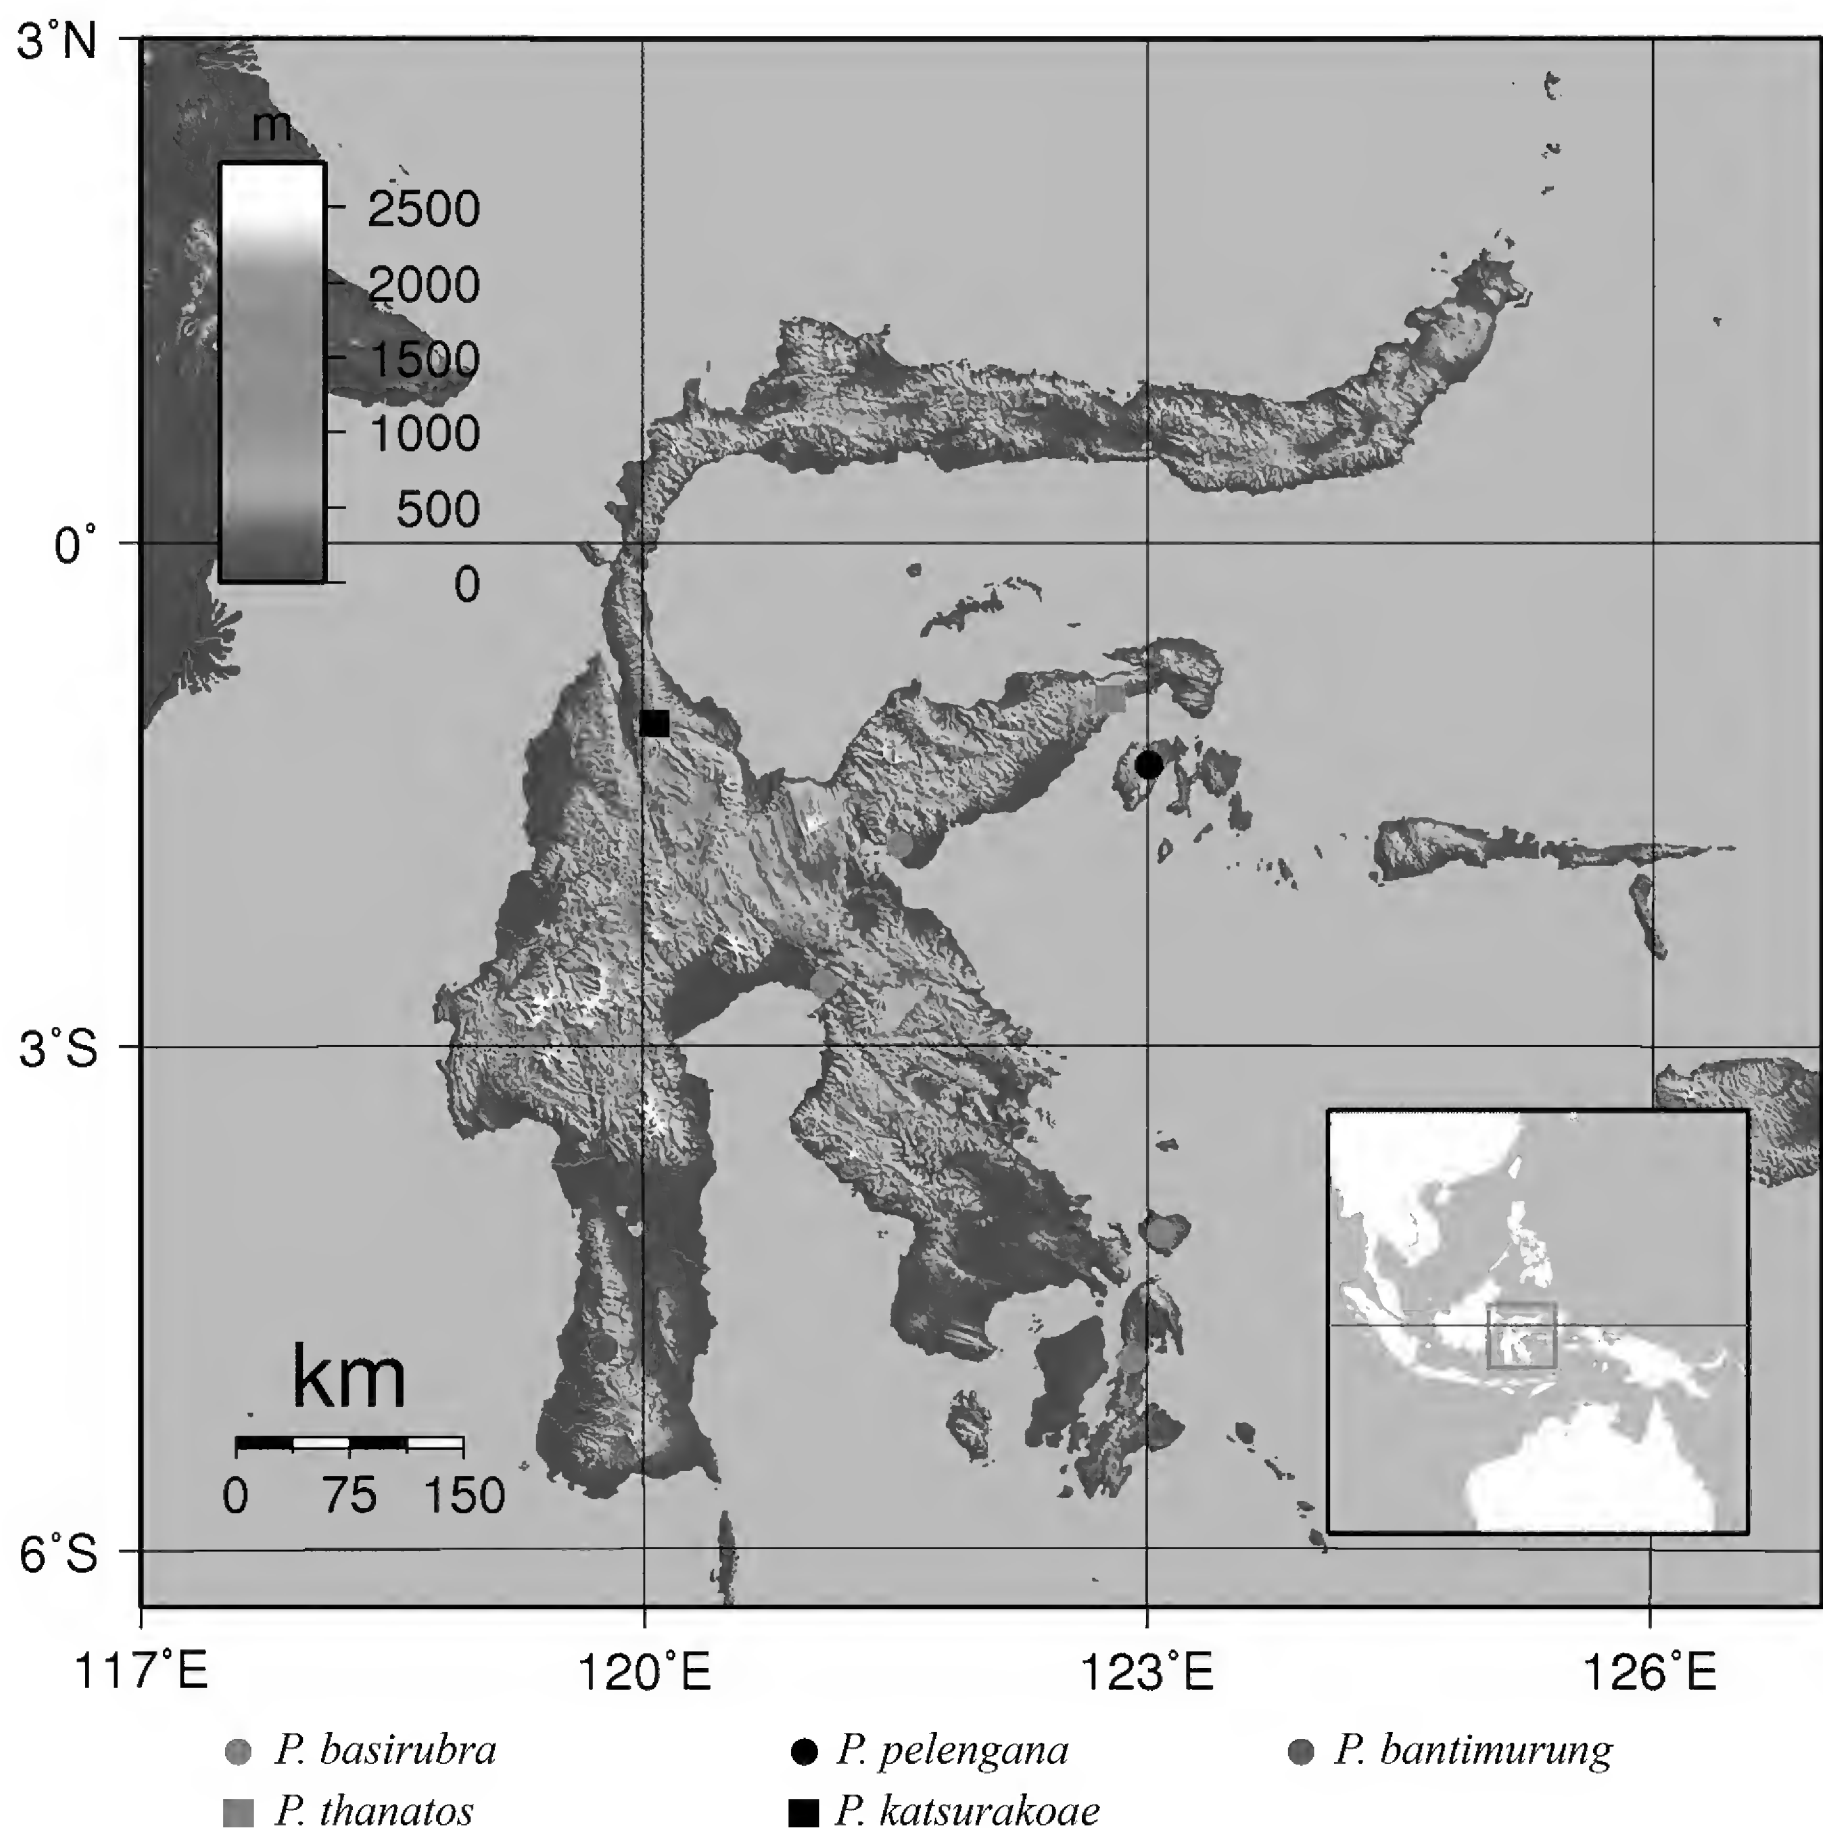 3°N
m
2500
2000
1500
1000
500
0°
0
3°S
km
0 75 150
6°S
117°E 120°E 123°E 126°E
P. basirubra P. pelengana P. bantimurung
P. thanatos P. katsurakoae